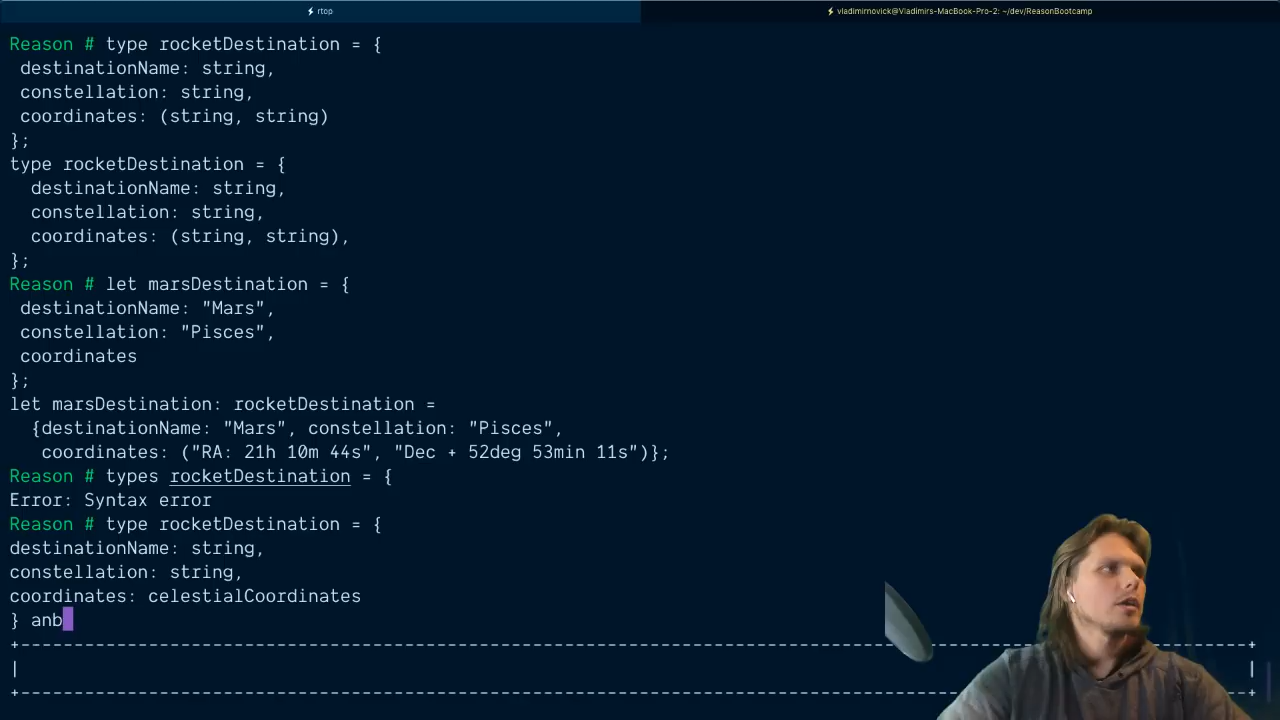 rtop
vladimirnovick@Vladimirs-MacBook-Pro-2: ~/dev/ReasonBootcamp
Reason # type rocketDestination = {
destinationName: string,
constellation: string,
coordinates: (string, string)
};
type rocketDestination = {
destinationName: string,
constellation: string,
coordinates: (string, string),
};
Reason # let marsDestination = {
destinationName: "Mars",
constellation: "Pisces",
coordinates
};
let marsDestination: rocketDestination =
{destinationName: "Mars", constellation: "Pisces",
coordinates: ("RA: 21h 10m 44s", "Dec + 52deg 53min 11s")};
Reason # types rocketDestination = {
Error: Syntax error
Reason # type rocketDestination = {
destinationName: string,
constellation: string,
coordinates: celestialCoordinates
} anb